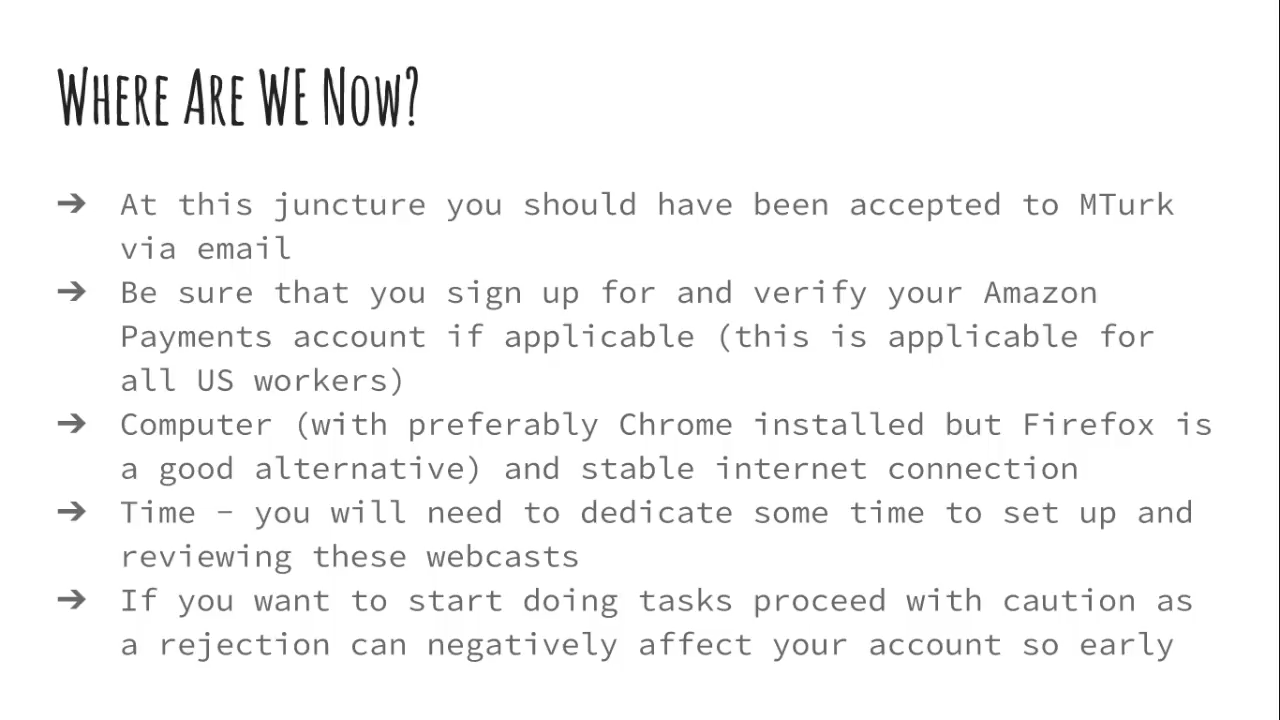 Where Are WE Now?
➔ At this juncture you should have been accepted to MTurk
via email
➔ Be sure that you sign up for and verify your Amazon
Payments account if applicable (this is applicable for
all US workers)
➔ Computer (with preferably Chrome installed but Firefox is
a good alternative) and stable internet connection
➔ Time – you will need to dedicate some time to set up and
reviewing these webcasts
➔ If you want to start doing tasks proceed with caution as
a rejection can negatively affect your account so early